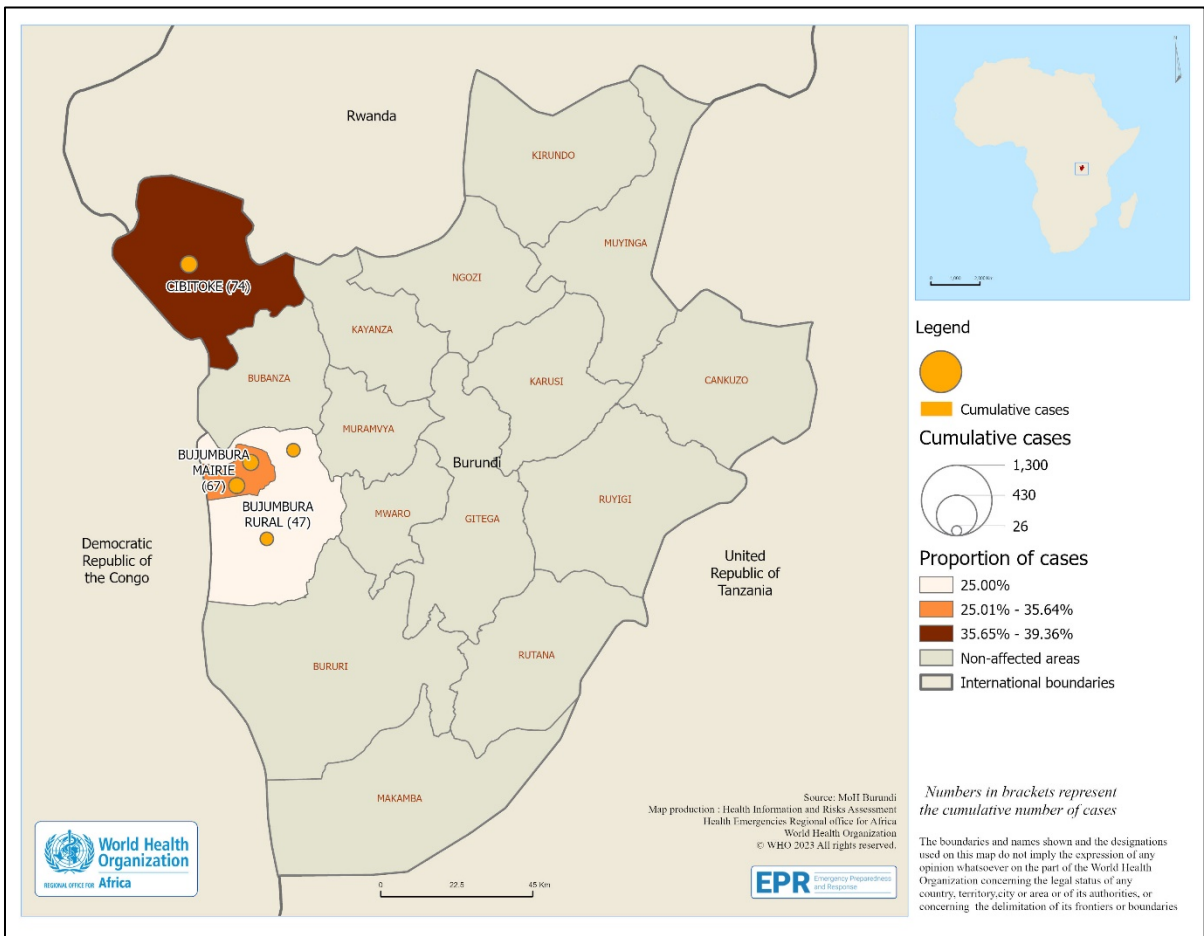 Rwanda
KIRUNDO
MUYINGA
NGOZI
CIBITOKE (74)
KAYANZA
BUBANZA
KARUSI
CANKUZO
MURAMVYA
BUJUMBURA
MAIRIE
(67)
Burundi
RUYIGI
BUJUMBURA
RURAL (47)
MWARO
GITEGA
Democratic
Republic of
the Congo
United
Republic of
Tanzania
BURURI
RUTANA
MAKAMBA
Source: MoH Burundi
Map production : Health Information and Risks Assessment
Health Emergencies Regional office for Africa
World Health Organization
© WHO 2023 All rights reserved.
World Health
Organization
REGIONAL OFFICE FOR Africa
0 22.5 45 Km
EPR Emergency Preparedness
and Response
N
Legend
Cumulative cases
Cumulative cases
1,300
430
26
Proportion of cases
25.00%
25.01% - 35.64%
35.65% - 39.36%
Non-affected areas
International boundaries
Numbers in brackets represent
the cumulative number of cases
The boundaries and names shown and the designations
used on this map do not imply the expression of any
opinion whatsoever on the part of the World Health
Organization concerning the legal status of any
country, territory,city or area or of its authorities, or
concerning the delimitation of its frontiers or boundaries